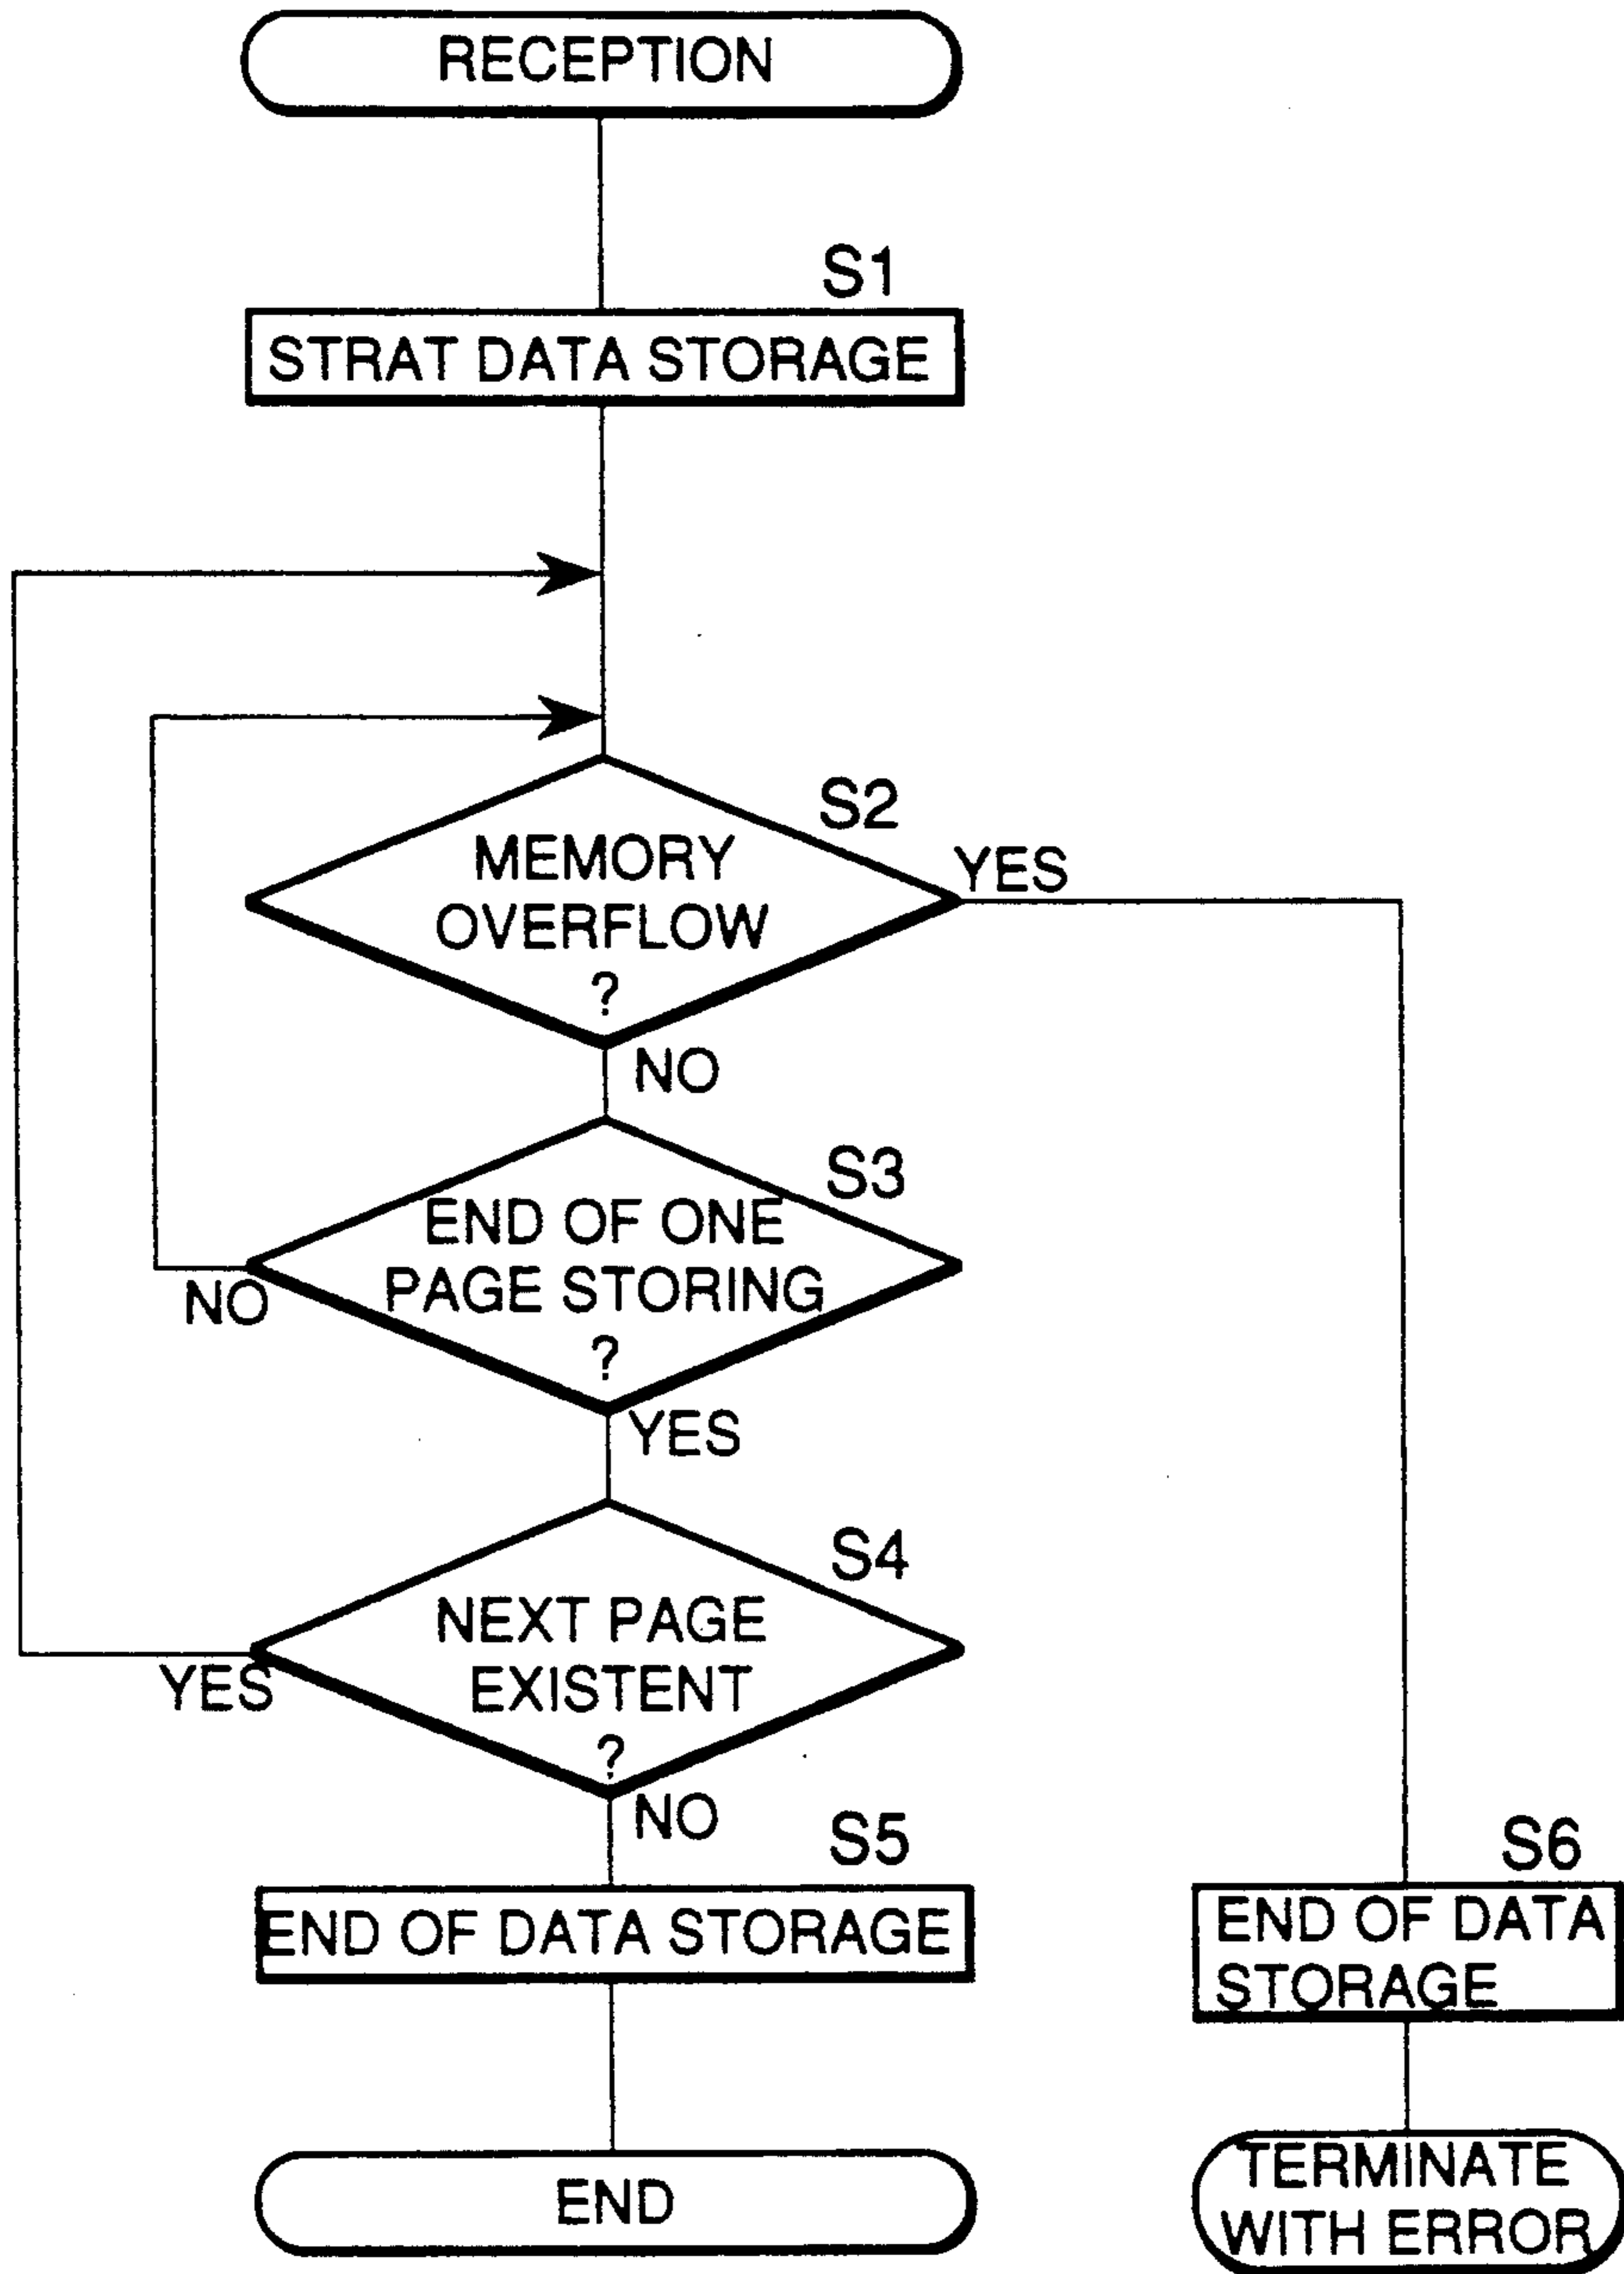 RECEPTION
S1
STRAT DATA STORAGE
S2
MEMORY
OVERFLOW
?
YES
NO
S3
END OF ONE
PAGE STORING
?
NO
YES
S4
NEXT PAGE
EXISTENT
?
YES
NO
S5
END OF DATA STORAGE
S6
END OF DATA
STORAGE
END
TERMINATE
WITH ERROR